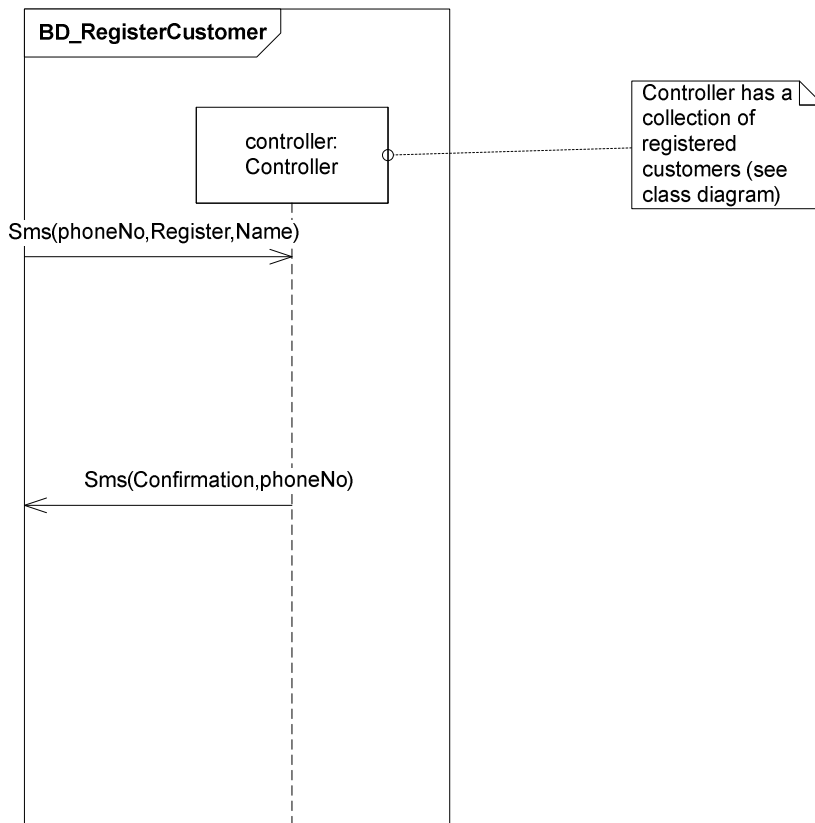 BD_RegisterCustomer
controller:
Controller
Controller has a
collection of
registered
customers (see
class diagram)
Sms(phoneNo,Register,Name)
Sms(Confirmation,phoneNo)